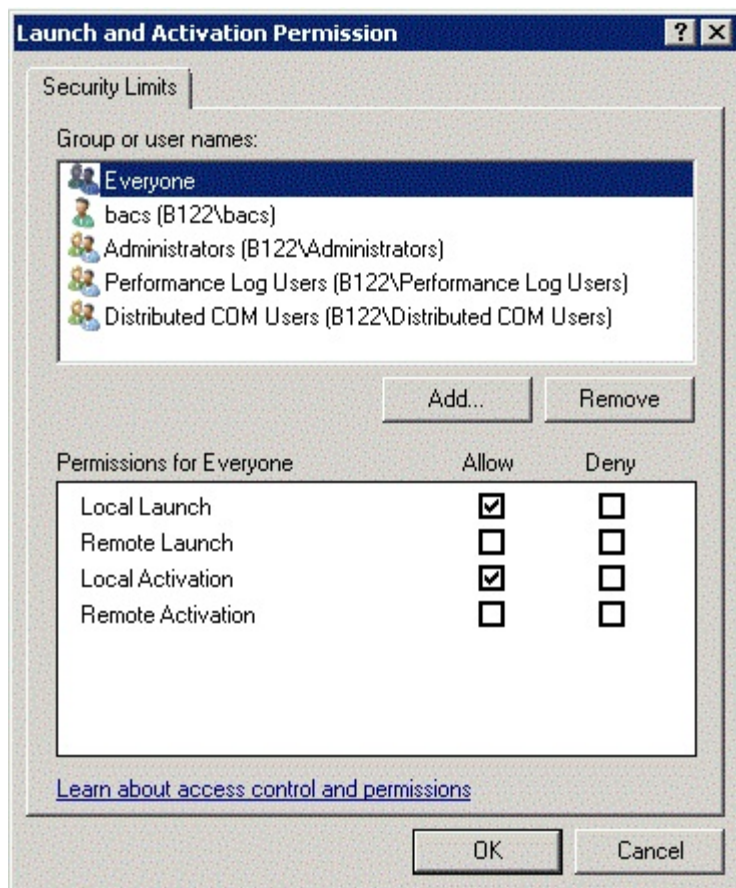 Launch and Activation Permission
Security Limits
Group or user names:
Everyone
bacs (B122\bacs)
Administrators (B122\Administrators)
Performance Log Users (B122\Performance Log Users)
Distributed COM Users (B122\Distributed COM Users)
Add... Remove
Permissions for Everyone Allow Deny
Local Launch
Remote Launch
Local Activation
Remote Activation
Learn about access control and permissions
OK Cancel